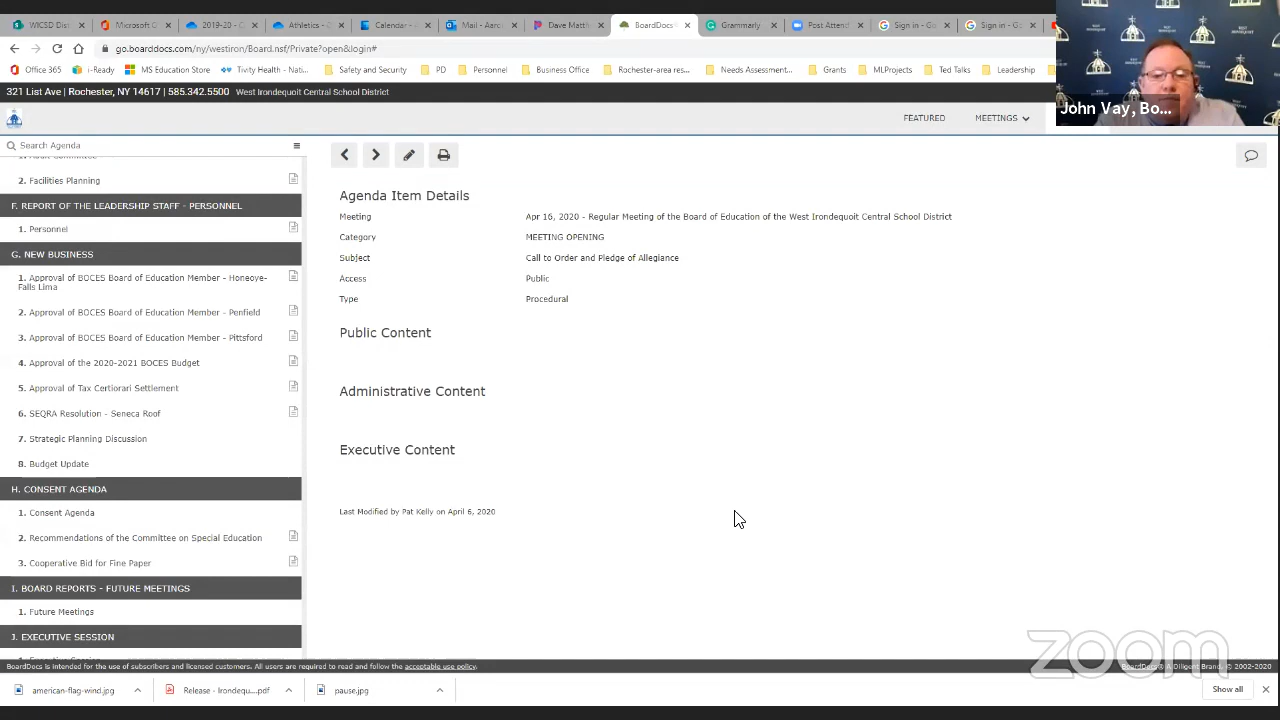 WICSD Dis
Microsoft O
2019-20 - C
Athletics - (
Calendar -
Mail - Aaro
Dave Matth
BoardDocs®
Grammarly
Post Attend
Sign in - Go
Sign in - G
go.boarddocs.com/ny/westiron/Board.nsf/Private?open&login#
Office 365
i-Ready
MS Education Store
Tivity Health - Nati...
Safety and Security
PD
Personnel
Business Office
Rochester-area res...
Needs Assessment...
Grants
MLProjects
Ted Talks
Leadership
321 List Ave | Rochester, NY 14617 | 585.342.5500 West Irondequoit Central School District
John Vay, Bo...
FEATURED
MEETINGS
Search Agenda
1. Audit Committee
2. Facilities Planning
F. REPORT OF THE LEADERSHIP STAFF - PERSONNEL
1. Personnel
G. NEW BUSINESS
1. Approval of BOCES Board of Education Member - Honeoye-
Falls Lima
2. Approval of BOCES Board of Education Member - Penfield
3. Approval of BOCES Board of Education Member - Pittsford
4. Approval of the 2020-2021 BOCES Budget
5. Approval of Tax Certiorari Settlement
6. SEQRA Resolution - Seneca Roof
7. Strategic Planning Discussion
8. Budget Update
H. CONSENT AGENDA
1. Consent Agenda
2. Recommendations of the Committee on Special Education
3. Cooperative Bid for Fine Paper
I. BOARD REPORTS - FUTURE MEETINGS
1. Future Meetings
J. EXECUTIVE SESSION
Agenda Item Details
Meeting Apr 16, 2020 - Regular Meeting of the Board of Education of the West Irondequoit Central School District
Category MEETING OPENING
Subject Call to Order and Pledge of Allegiance
Access Public
Type Procedural
Public Content
Administrative Content
Executive Content
Last Modified by Pat Kelly on April 6, 2020
zoom
BoardDocs is intended for the use of subscribers and licensed customers. All users are required to read and follow the acceptable use policy.
BoardDocs® A Diligent Brand. © 2002-2020
american-flag-wind.jpg
Release - Irondequ....pdf
pause.jpg
Show all